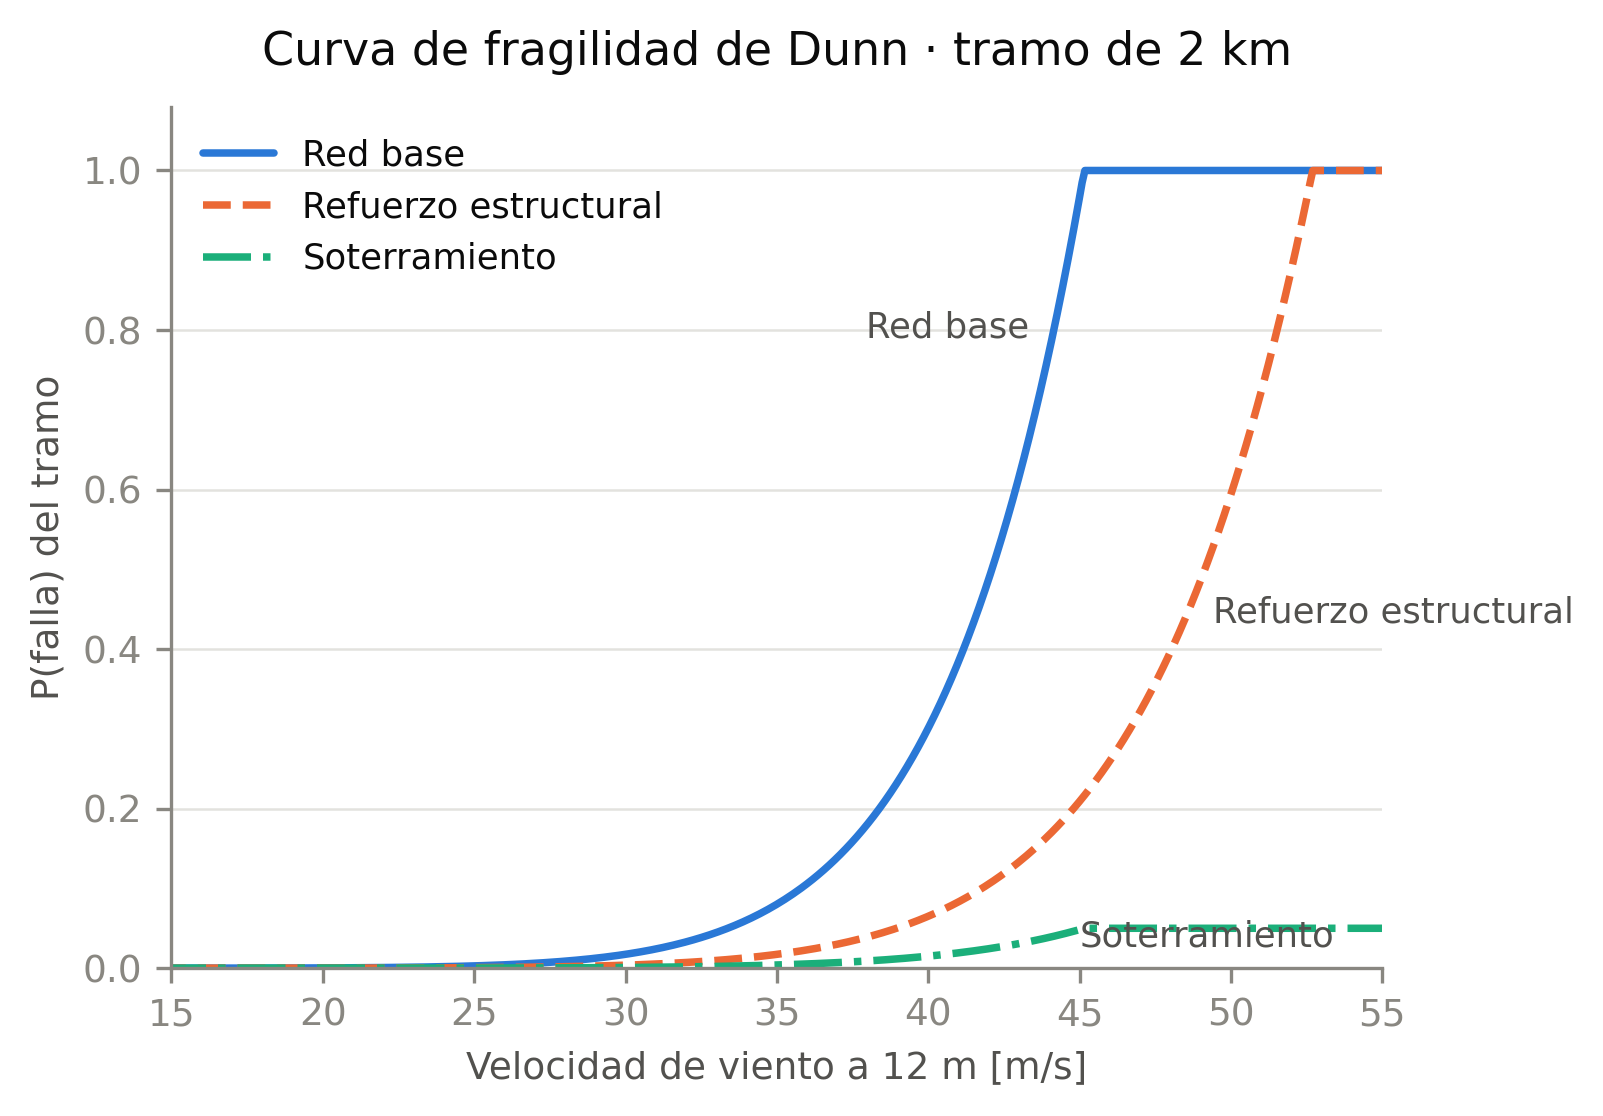 Curva de fragilidad de Dunn · tramo de 2 km
Red base
Refuerzo estructural
Soterramiento
1.0
0.8
0.6
0.4
0.2
0.0
P(falla) del tramo
Red base
Refuerzo estructural
Soterramiento
15 20 25 30 35 40 45 50 55
Velocidad de viento a 12 m [m/s]